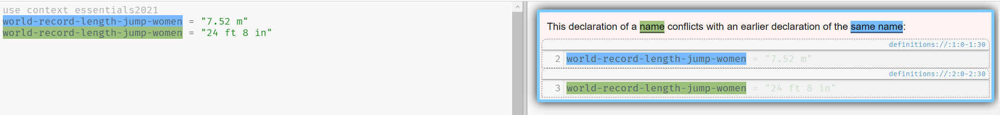 use context essentials2021
world-record-length-jump-women = "7.52 m"
world-record-length-jump-women = "24 ft 8 in"
This declaration of a name conflicts with an earlier declaration of the same name:
definitions://:1:0-1:30
2 world-record-length-jump-women = "7.52 m"
definitions://:2:0-2:30
3 world-record-length-jump-women = "24 ft 8 in"